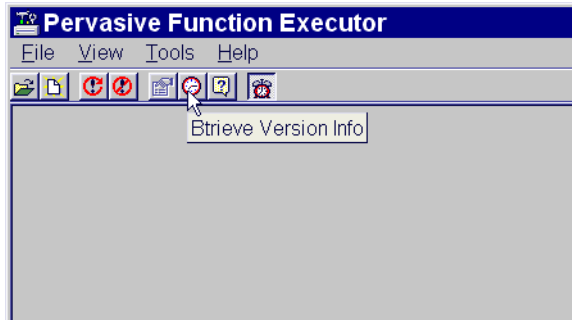 Pervasive Function Executor
File View Tools Help
Btrieve Version Info